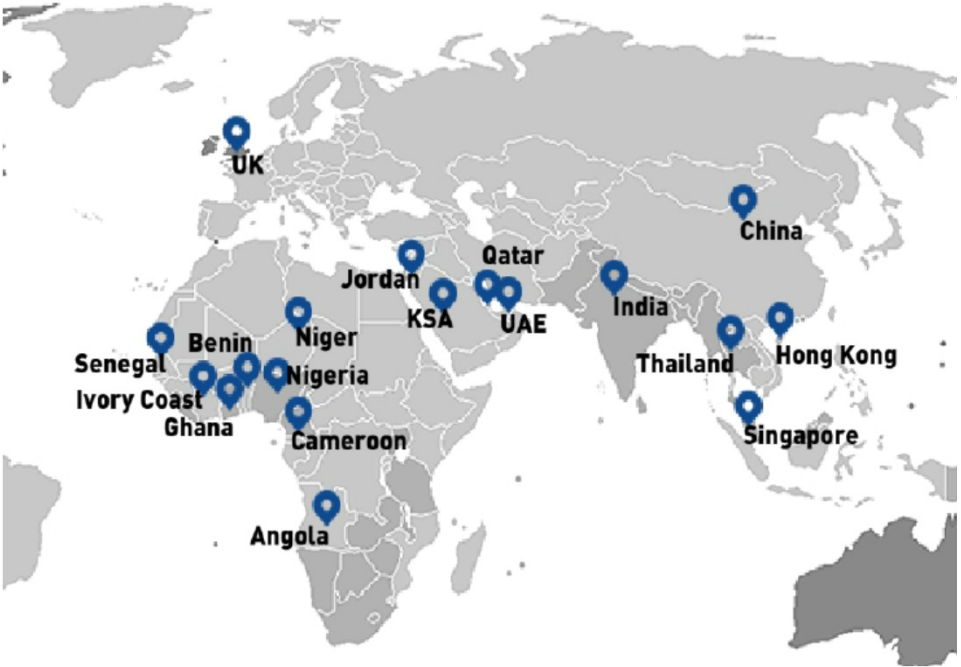 UK
China
Qatar
Jordan
India
KSA
UAE
Niger
Benin
Hong Kong
Senegal
Thailand
Nigeria
Ivory Coast
Ghana
Cameroon
Singapore
Angola